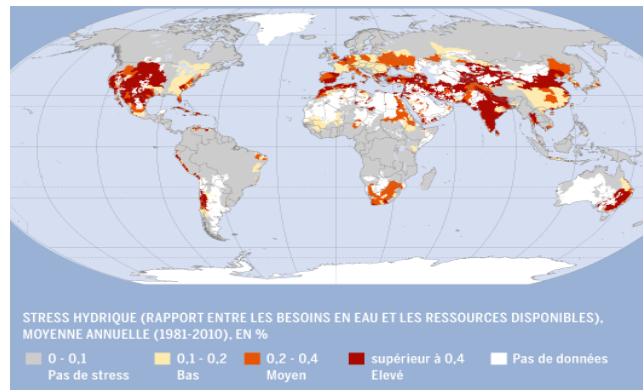 STRESS HYDRIQUE (RAPPORT ENTRE LES BESOINS EN EAU ET LES RESSOURCES DISPONIBLES),
MOYENNE ANNUELLE (1981-2010), EN %
0 - 0,1 0,1 - 0,2 0,2 - 0,4 supérieur à 0,4 Pas de données
Pas de stress Bas Moyen Elevé